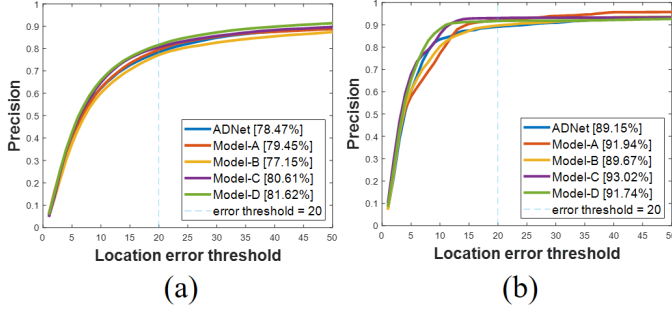 1
0.9
0.8
0.7
0.6
0.5
0.4
0.3
0.2
0.1
0
Precision
ADNet [78.47%]
Model-A [79.45%]
Model-B [77.15%]
Model-C [80.61%]
Model-D [81.62%]
error threshold = 20
0 5 10 15 20 25 30 35 40 45 50
Location error threshold
(a)
1
0.9
0.8
0.7
0.6
0.5
0.4
0.3
0.2
0.1
0
Precision
ADNet [89.15%]
Model-A [91.94%]
Model-B [89.67%]
Model-C [93.02%]
Model-D [91.74%]
error threshold = 20
0 5 10 15 20 25 30 35 40 45 50
Location error threshold
(b)